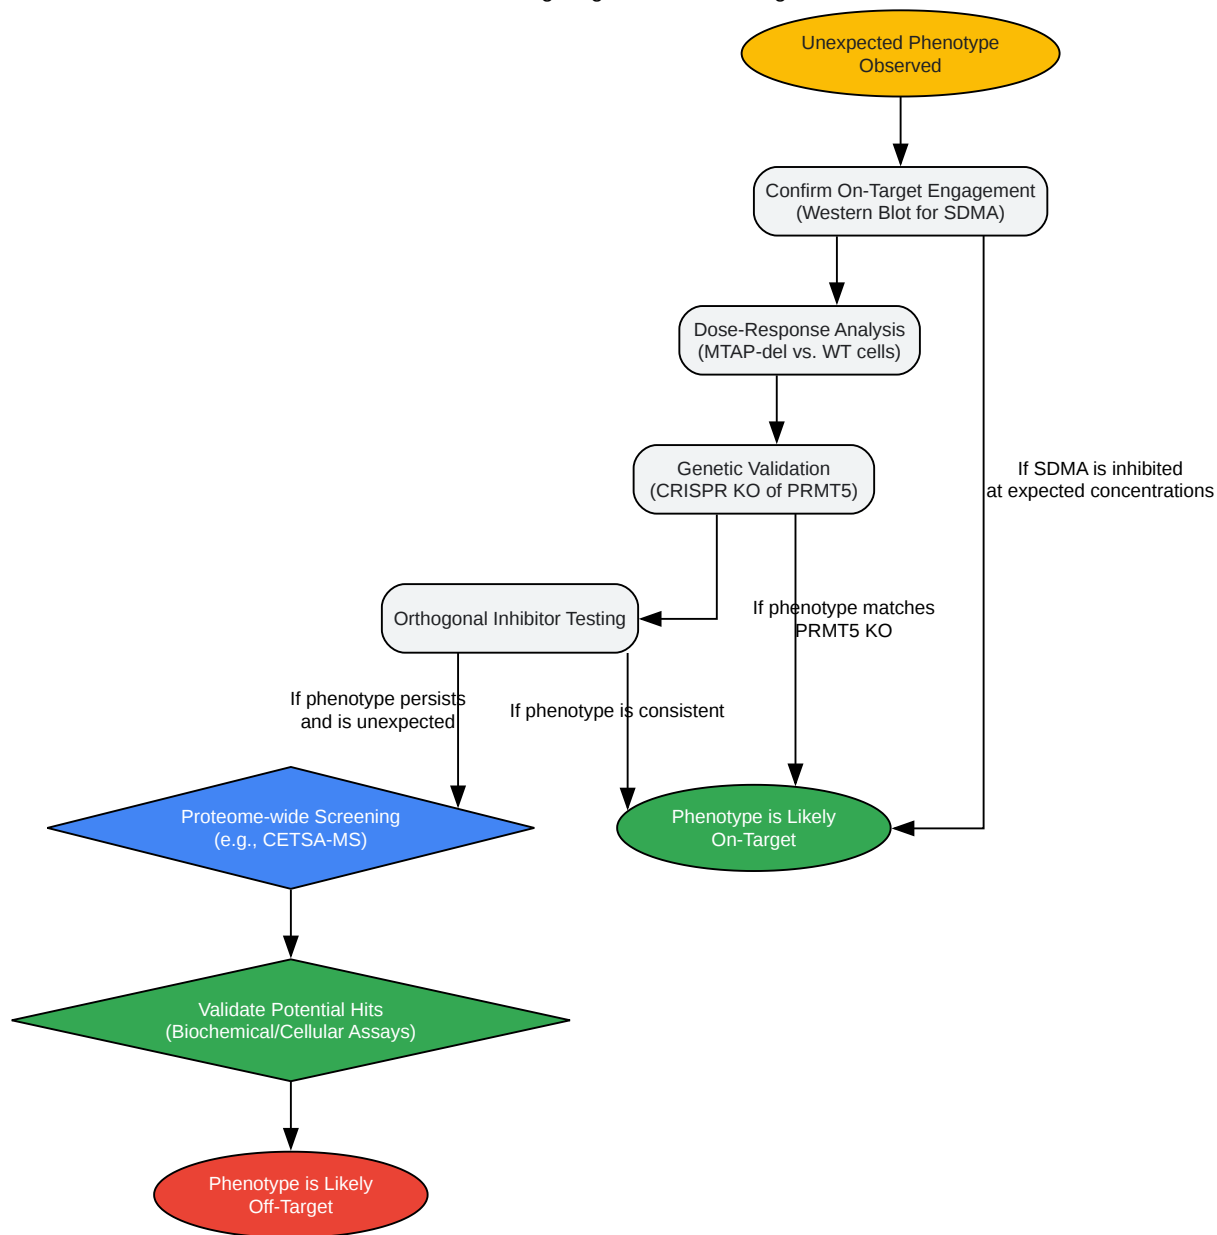 Unexpected Phenotype
Observed
Confirm On-Target Engagement
(Western Blot for SDMA)
Dose-Response Analysis
(MTAP-del vs. WT cells)
Genetic Validation
(CRISPR KO of PRMT5)
If SDMA is inhibited
at expected concentrations
Orthogonal Inhibitor Testing
If phenotype matches
PRMT5 KO
If phenotype persists
and is unexpected
If phenotype is consistent
Proteome-wide Screening
(e.g., CETSA-MS)
Phenotype is Likely
On-Target
Validate Potential Hits
(Biochemical/Cellular Assays)
Phenotype is Likely
Off-Target